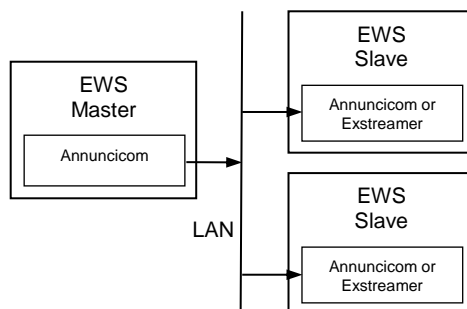 EWS
Master
Annuncicom
LAN
EWS
Slave
Annuncicom or
Exstreamer
EWS
Slave
Annuncicom or
Exstreamer